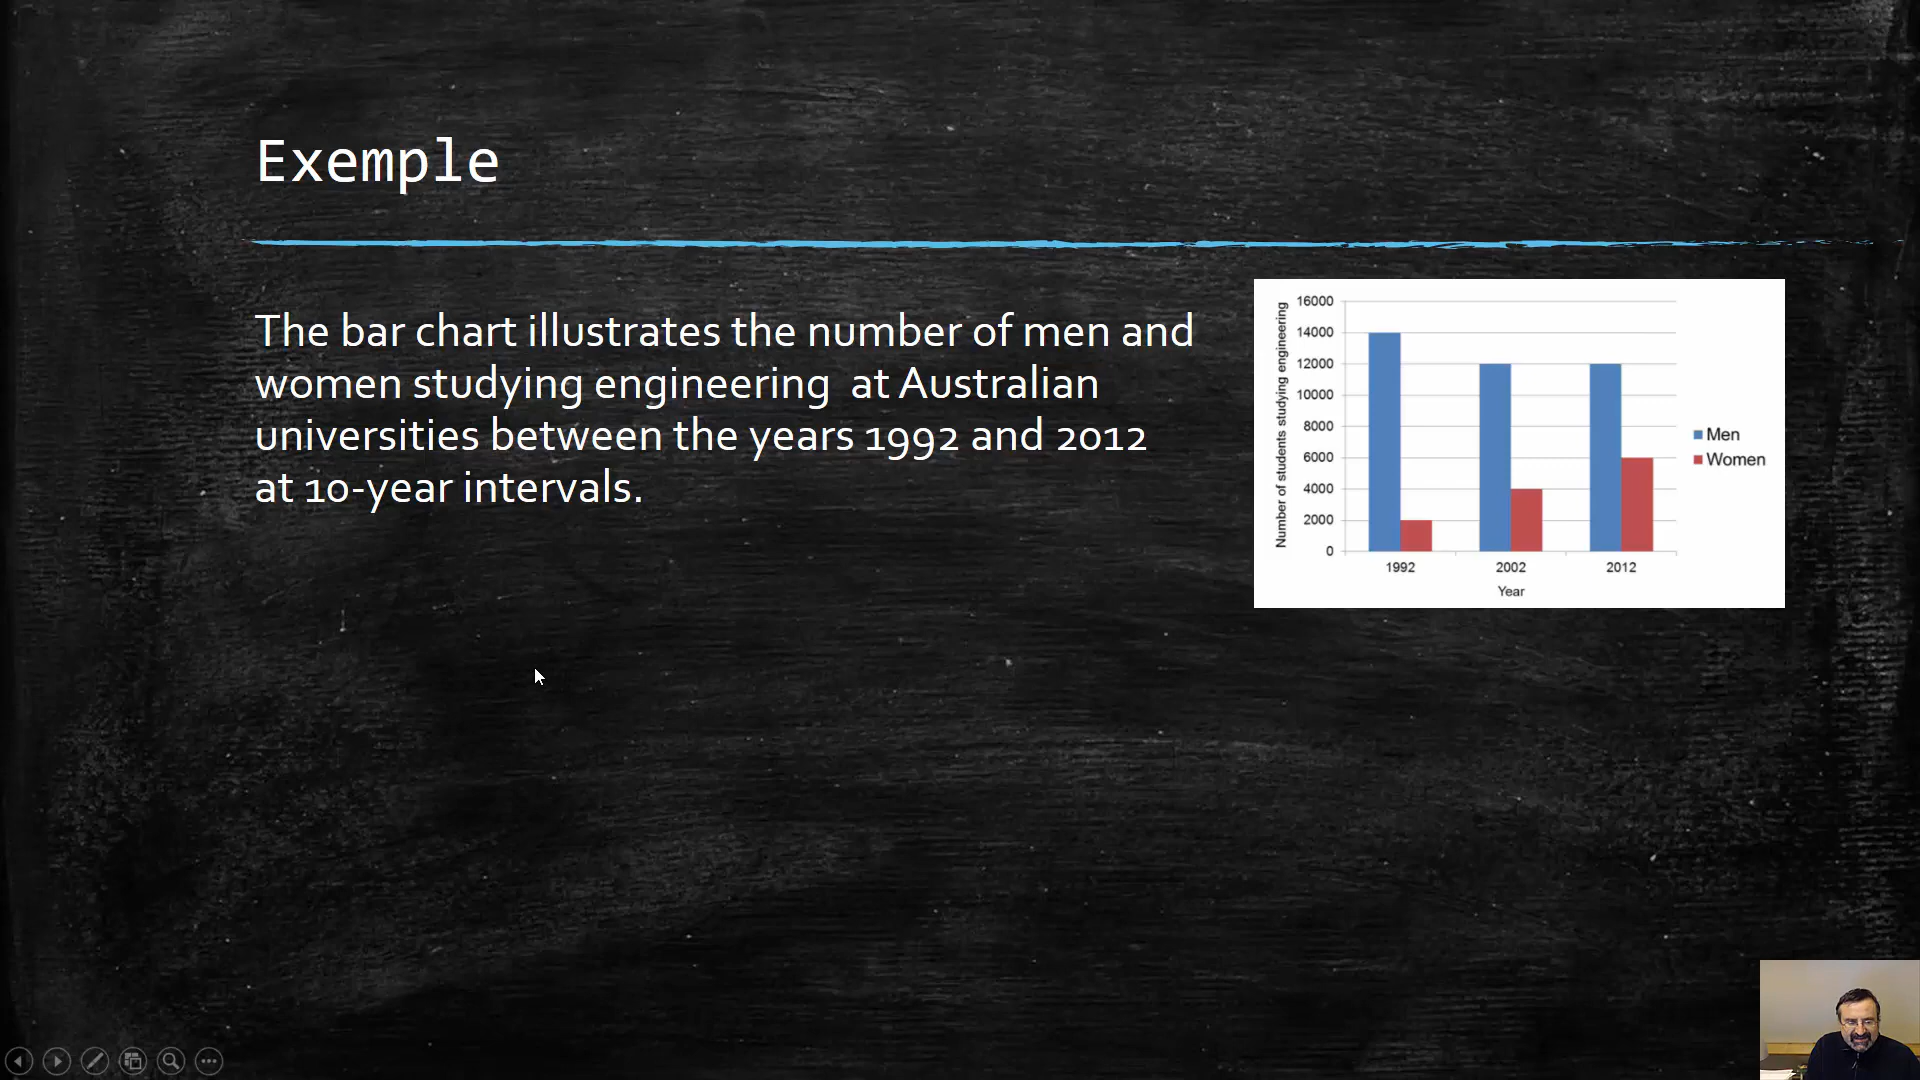 Exemple
The bar chart illustrates the number of men and
women studying engineering  at Australian
universities between the years 1992 and 2012
at 10-year intervals.
Number of students studying engineering
16000
14000
12000
10000
8000
6000
4000
2000
0
1992 2002 2012
Year
Men
Women